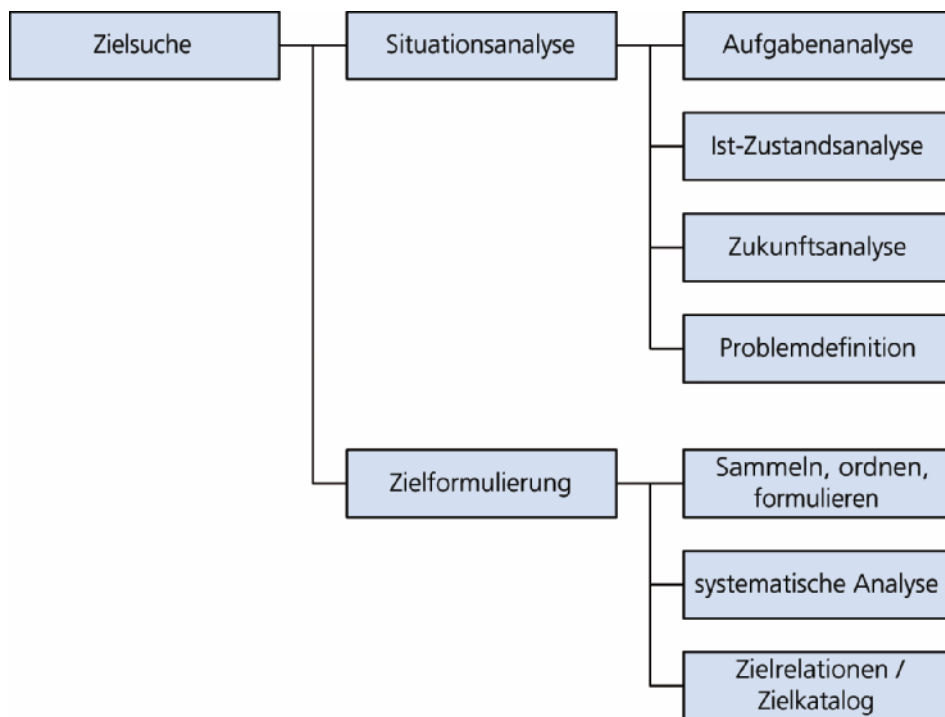 Zielsuche
Situationsanalyse
Aufgabenanalyse
Ist-Zustandsanalyse
Zukunftsanalyse
Problemdefinition
Zielformulierung
Sammeln, ordnen,
formulieren
systematische Analyse
Zielrelationen /
Zielkatalog